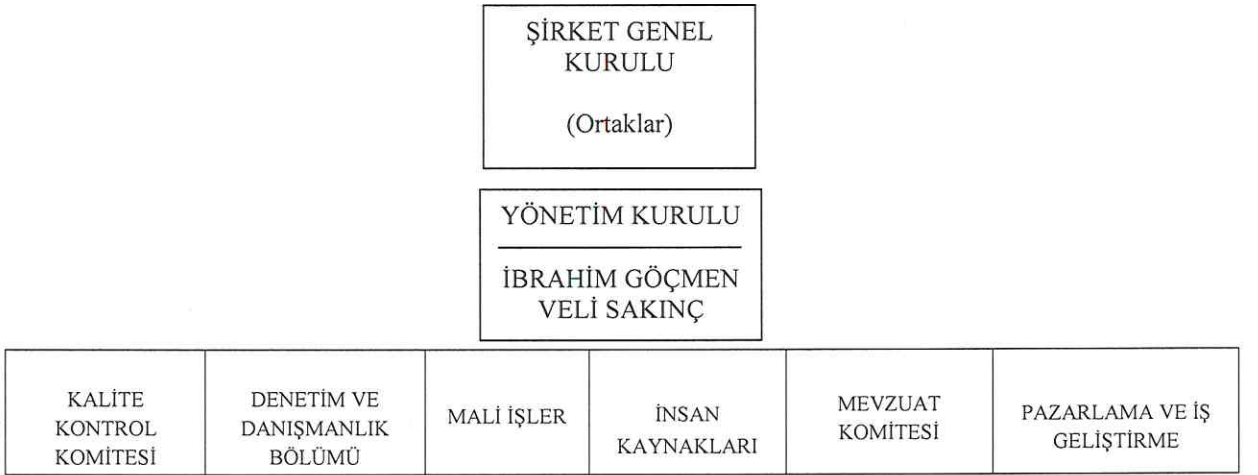 ŞİRKET GENEL
KURULU
(Ortaklar)
YÖNETİM KURULU
İBRAHİM GÖÇMEN
VELİ SAKINÇ
KALİTE
KONTROL
KOMİTESİ
DENETİM VE
DANIŞMANLIK
BÖLÜMÜ
MALİ İŞLER
İNSAN
KAYNAKLARI
MEVZUAT
KOMİTESİ
PAZARLAMA VE İŞ
GELİŞTİRME